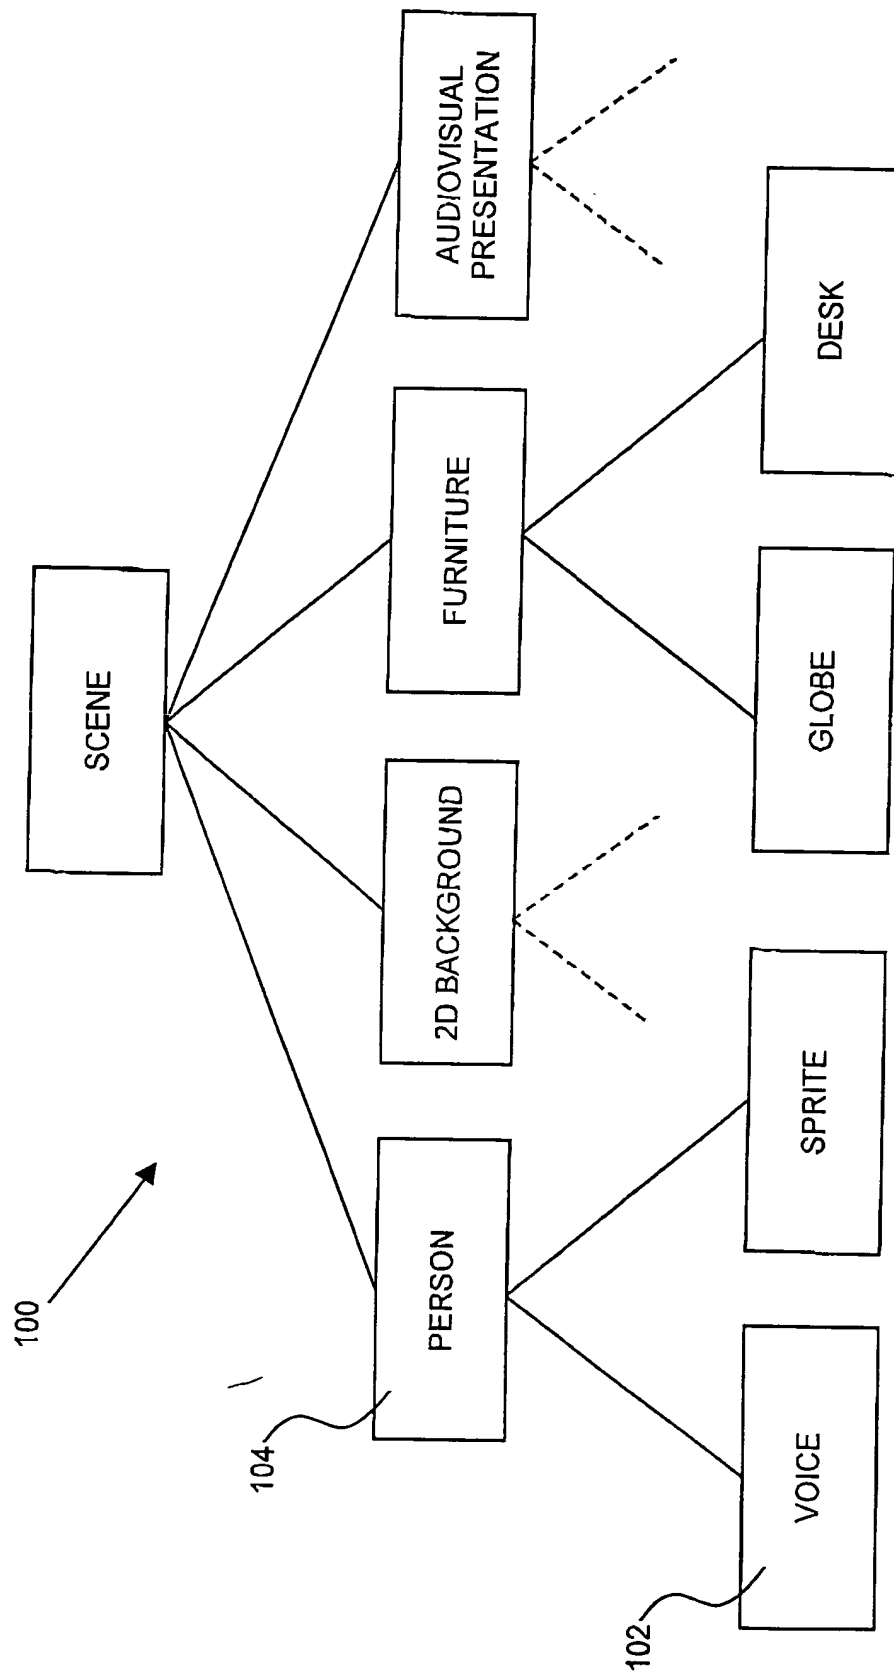 100
SCENE
104
PERSON
2D BACKGROUND
FURNITURE
AUDIOVISUAL
PRESENTATION
102
VOICE
SPRITE
GLOBE
DESK